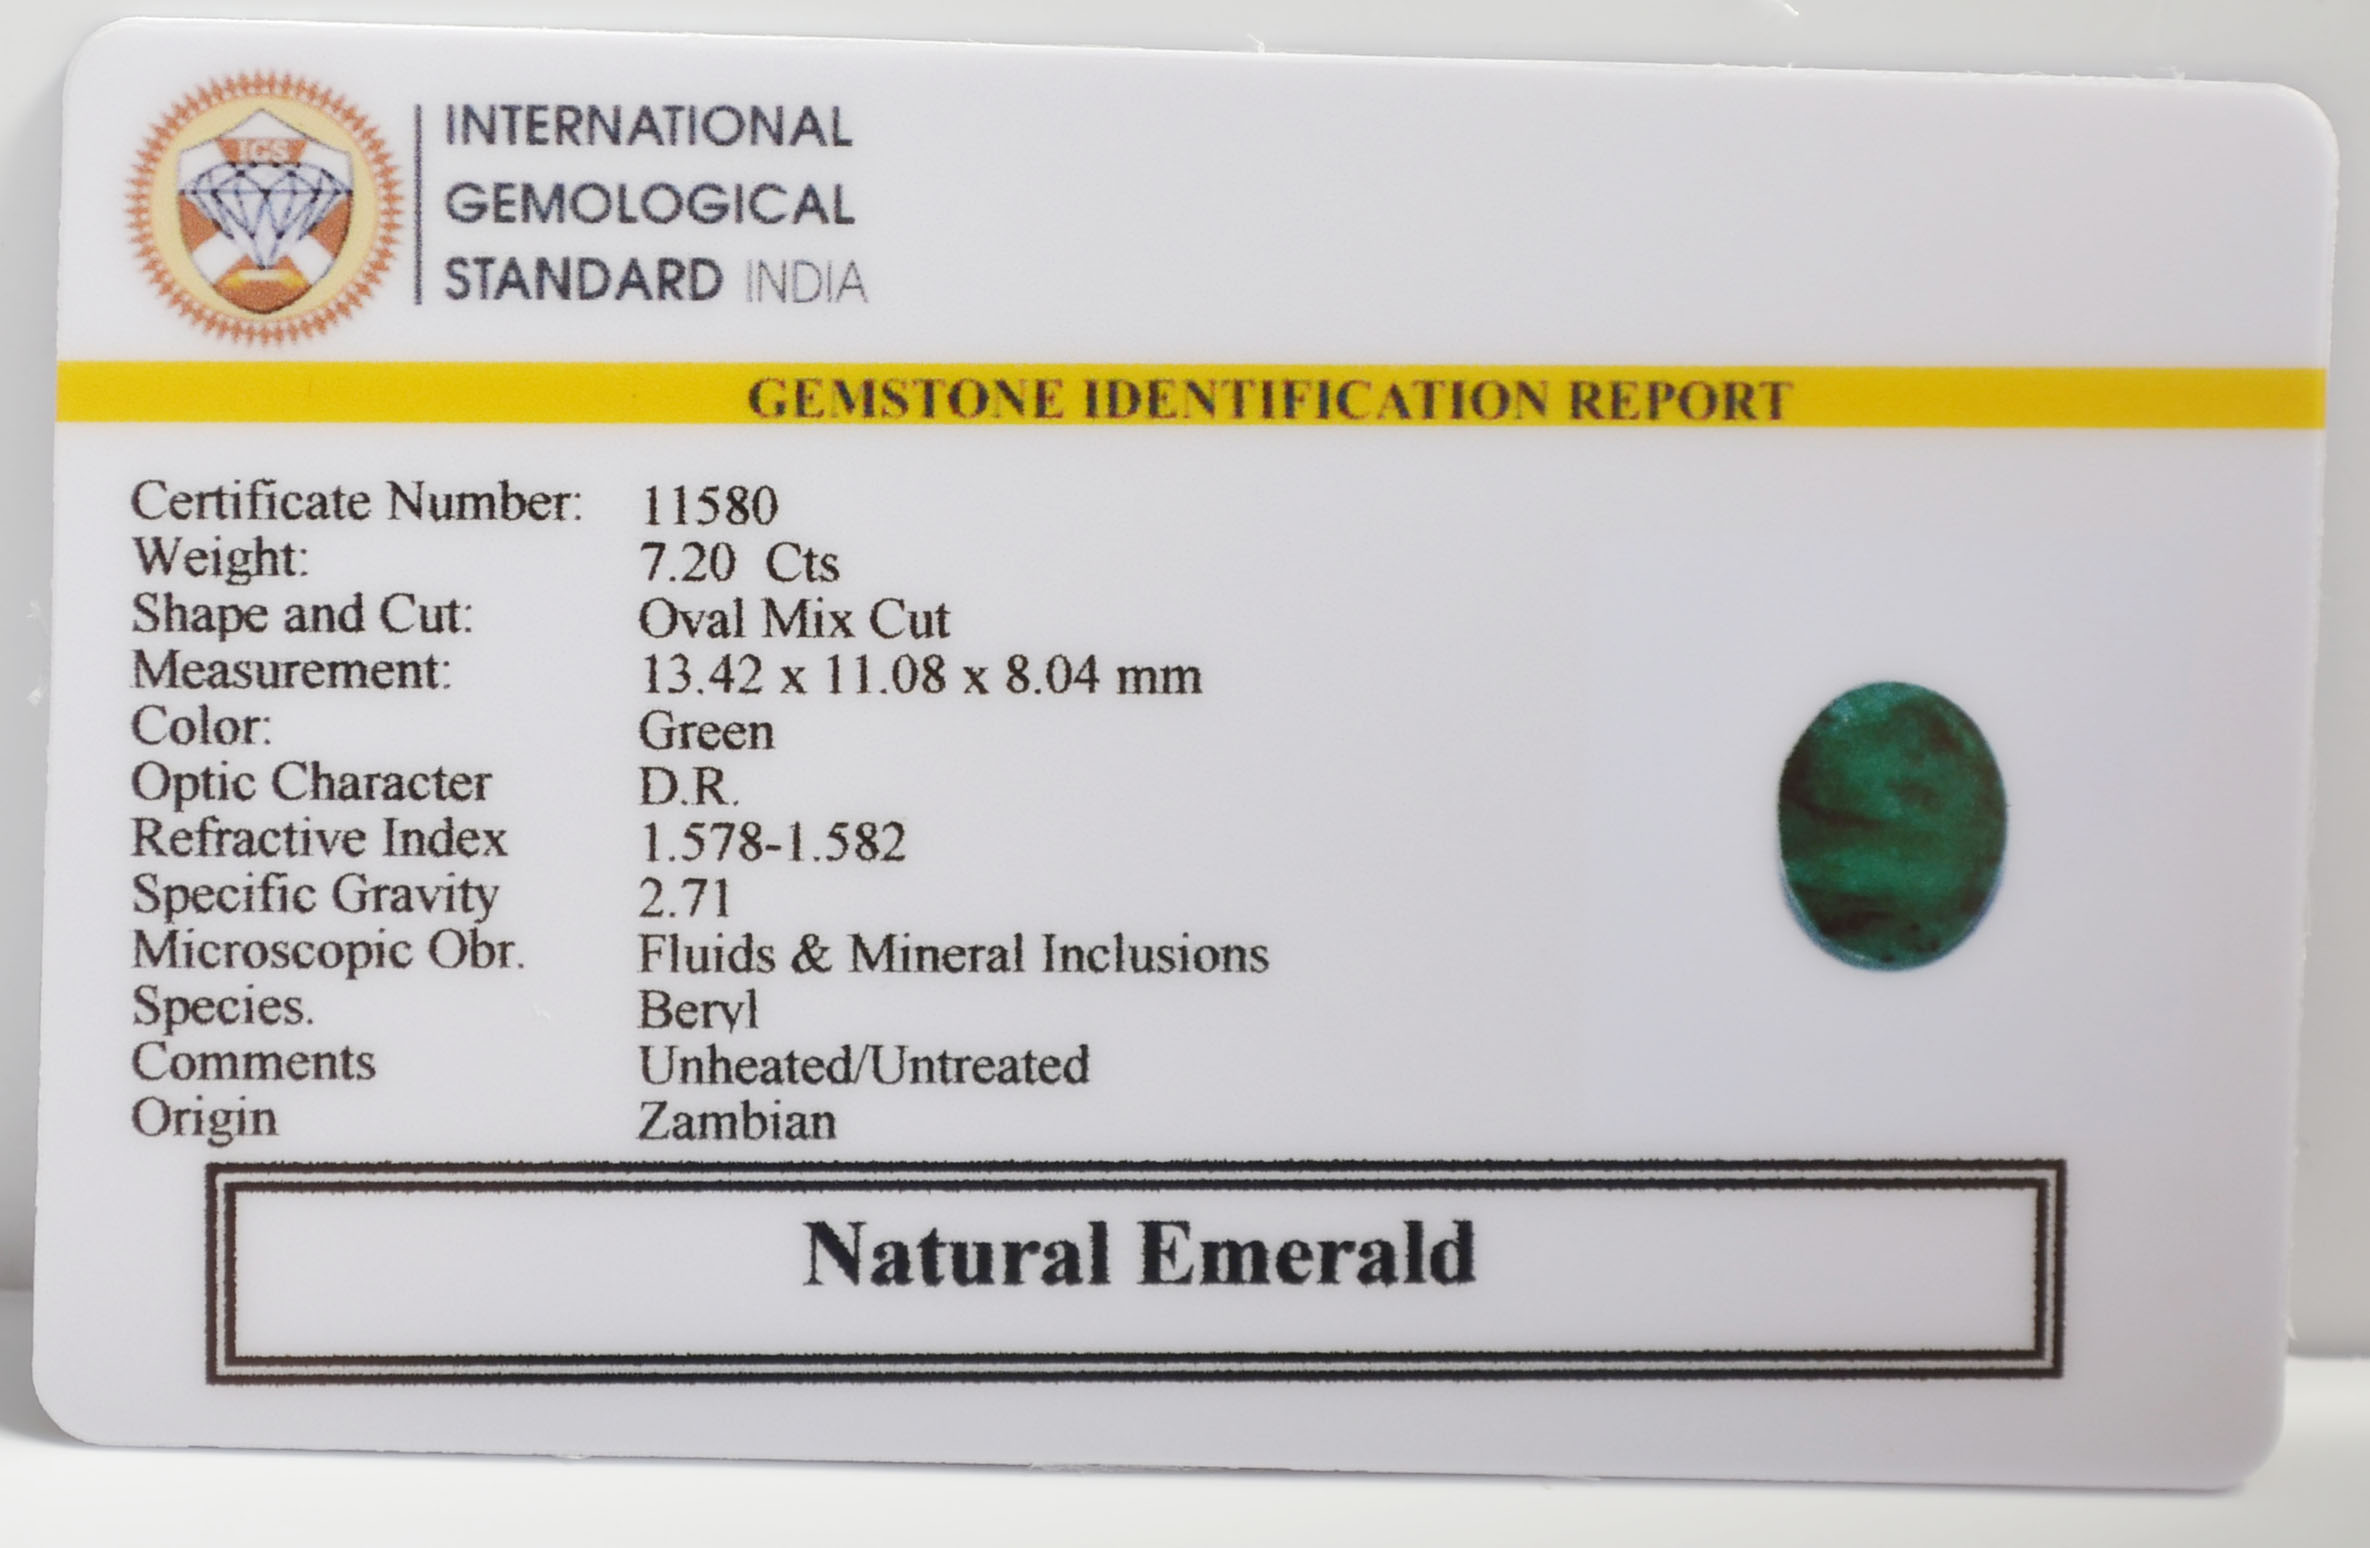 IGS
INTERNATIONAL
GEMOLOGICAL
STANDARD INDIA
GEMSTONE IDENTIFICATION REPORT
Certificate Number: 11580
Weight: 7.20 Cts
Shape and Cut: Oval Mix Cut
Measurement: 13.42 x 11.08 x 8.04 mm
Color: Green
Optic Character D.R.
Refractive Index 1.578-1.582
Specific Gravity 2.71
Microscopic Obr. Fluids & Mineral Inclusions
Species. Beryl
Comments Unheated/Untreated
Origin Zambian
Natural Emerald